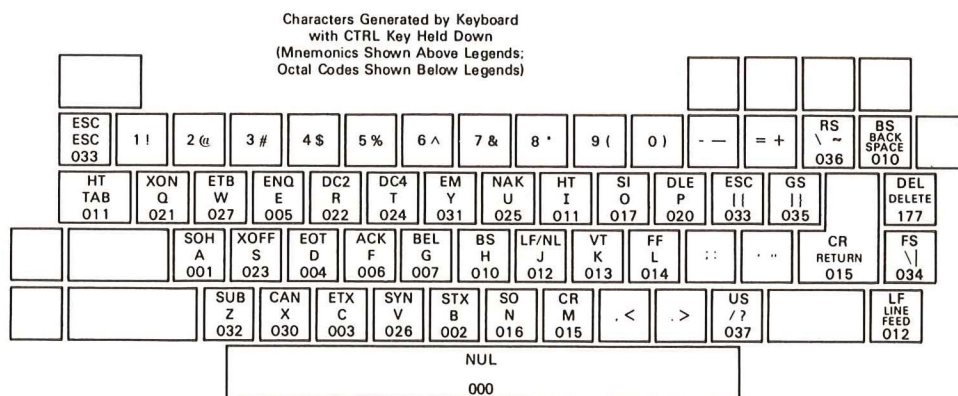 Characters Generated by Keyboard
with CTRL Key Held Down
(Mnemonics Shown Above Legends;
Octal Codes Shown Below Legends)
ESC
ESC
033
1 !
2 @
3 #
4 $
5 %
6 ^
7 &
8 *
9 (
0 )
- —
= +
RS
\ ~
036
BS
BACK
SPACE
010
HT
TAB
011
XON
Q
021
ETB
W
027
ENQ
E
005
DC2
R
022
DC4
T
024
EM
Y
031
NAK
U
025
HT
I
011
SI
O
017
DLE
P
020
ESC
[ {
033
GS
] }
035
DEL
DELETE
177
SOH
A
001
XOFF
S
023
EOT
D
004
ACK
F
006
BEL
G
007
BS
H
010
LF/NL
J
012
VT
K
013
FF
L
014
; :
' "
CR
RETURN
015
FS
\ |
034
SUB
Z
032
CAN
X
030
ETX
C
003
SYN
V
026
STX
B
002
SO
N
016
CR
M
015
, <
. >
US
/ ?
037
LF
LINE
FEED
012
NUL
000